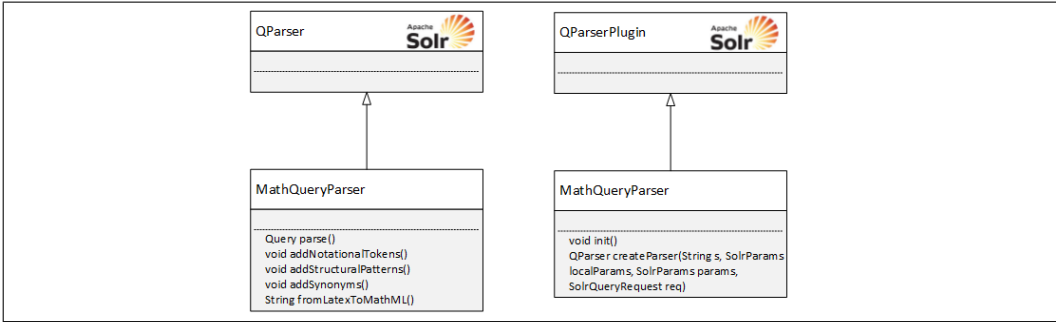 QParser
Apache
Solr
QParserPlugin
Apache
Solr
MathQueryParser
Query parse()
void addNotationalTokens()
void addStructuralPatterns()
void addSynonyms()
String fromLatexToMathML()
MathQueryParser
void init()
QParser createParser(String s, SolrParams
localParams, SolrParams params,
SolrQueryRequest req)